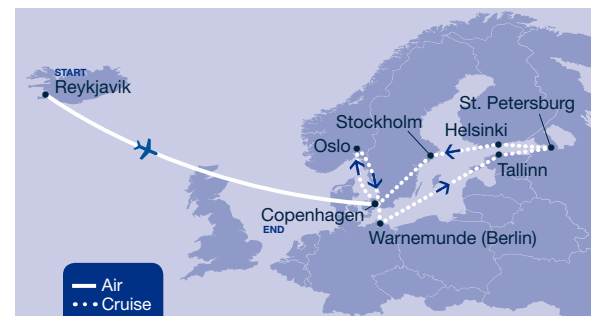 START
Reykjavik
St. Petersburg
Stockholm
Helsinki
Oslo
Tallinn
Copenhagen
END
Warnemunde (Berlin)
Air
Cruise